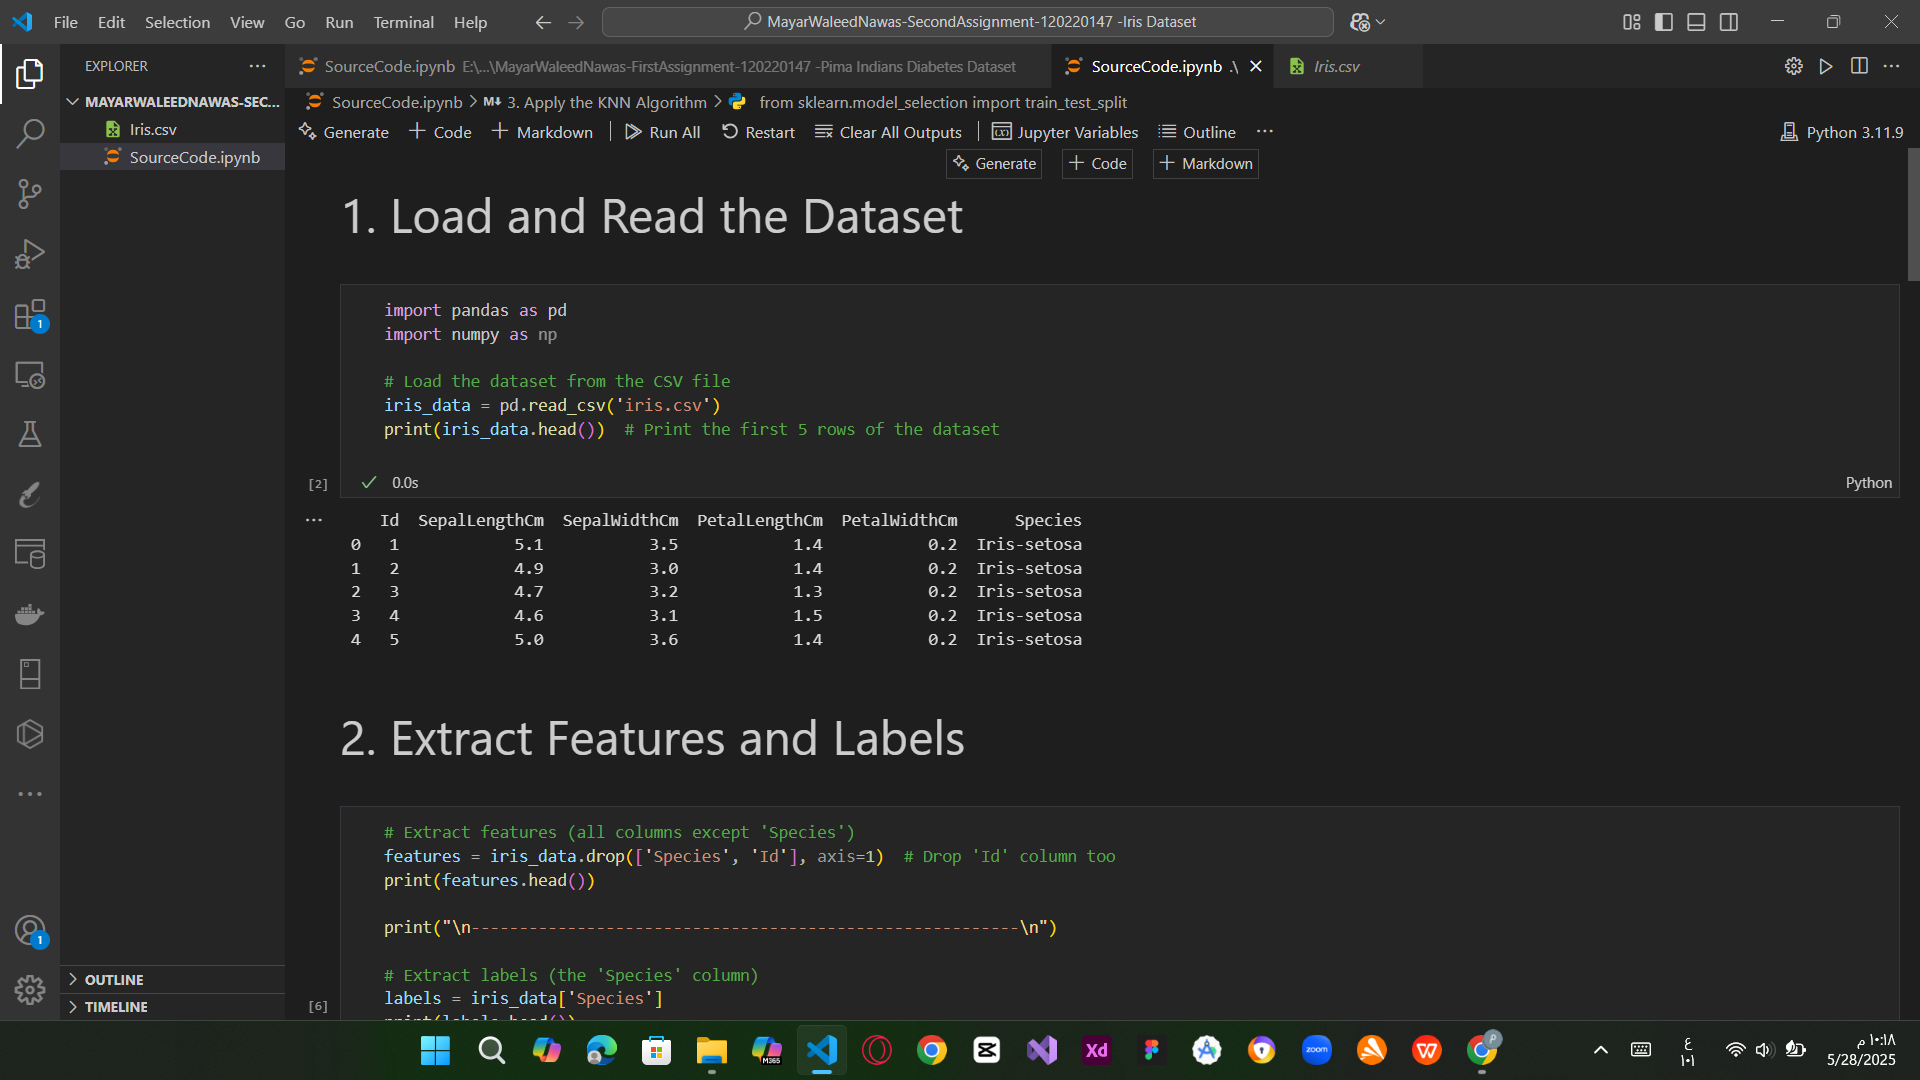 File Edit Selection View Go Run Terminal Help
MayarWaleedNawas-SecondAssignment-120220147 -Iris Dataset
EXPLORER
MAYARWALEEDNAWAS-SEC...
Iris.csv
SourceCode.ipynb
OUTLINE
TIMELINE
1
1
SourceCode.ipynb E:\...\MayarWaleedNawas-FirstAssignment-120220147 -Pima Indians Diabetes Dataset
SourceCode.ipynb .\
Iris.csv
SourceCode.ipynb > M↓ 3. Apply the KNN Algorithm > from sklearn.model_selection import train_test_split
Generate + Code + Markdown | Run All Restart Clear All Outputs | Jupyter Variables Outline ...
Python 3.11.9
Generate + Code + Markdown
1. Load and Read the Dataset
import pandas as pd
import numpy as np
# Load the dataset from the CSV file
iris_data = pd.read_csv('iris.csv')
print(iris_data.head())  # Print the first 5 rows of the dataset
[2] 0.0s Python
Id SepalLengthCm SepalWidthCm PetalLengthCm PetalWidthCm Species
0 1 5.1 3.5 1.4 0.2 Iris-setosa
1 2 4.9 3.0 1.4 0.2 Iris-setosa
2 3 4.7 3.2 1.3 0.2 Iris-setosa
3 4 4.6 3.1 1.5 0.2 Iris-setosa
4 5 5.0 3.6 1.4 0.2 Iris-setosa
2. Extract Features and Labels
# Extract features (all columns except 'Species')
features = iris_data.drop(['Species', 'Id'], axis=1)  # Drop 'Id' column too
print(features.head())
print("\n---------------------------------------------------------\n")
# Extract labels (the 'Species' column)
labels = iris_data['Species']
print(labels.head())
[6]
M365
Xd
zoom
P
ع
١٠١
١٠:١٨ م
5/28/2025